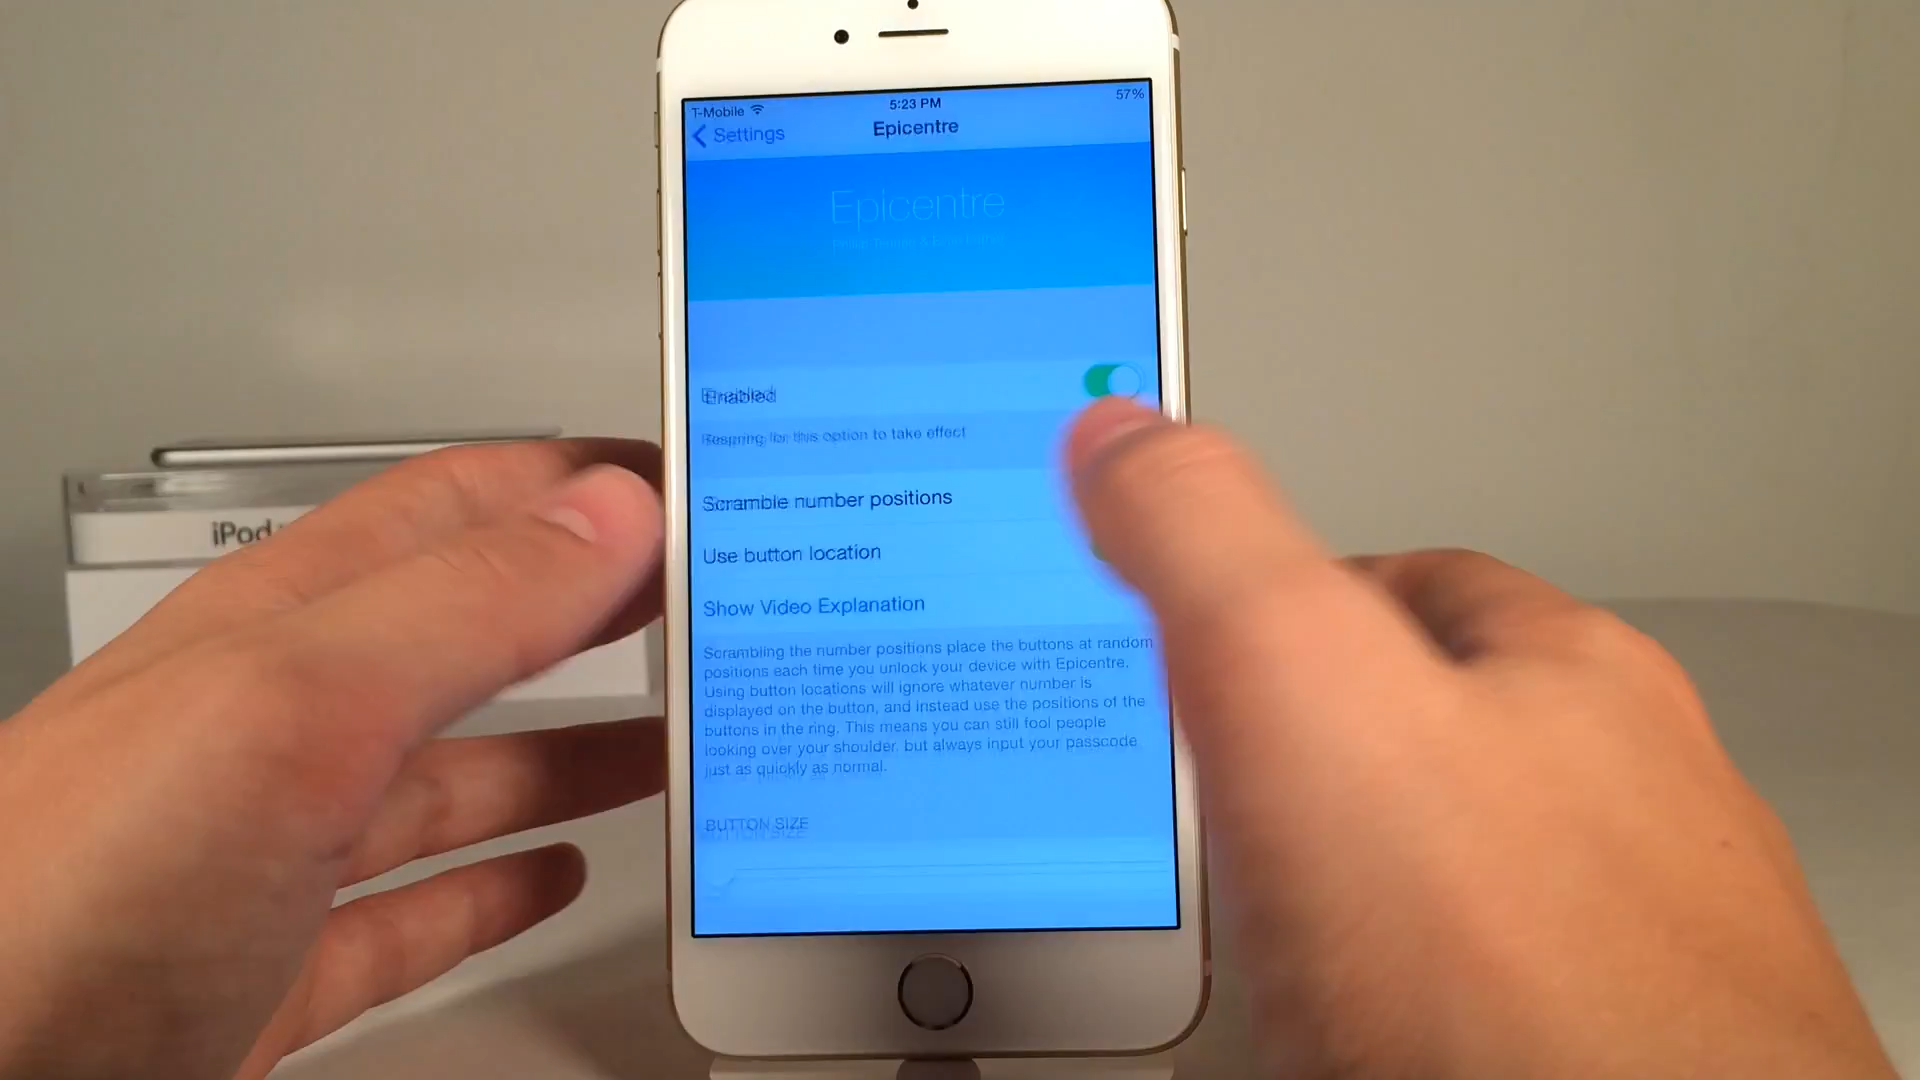 T-Mobile
5:23 PM
57%
Settings
Epicentre
Epicentre
Enabled
Respring for this option to take effect
Scramble number positions
Use button location
Show Video Explanation
Scrambling the number positions place the buttons at random
positions each time you unlock your device with Epicentre.
Using button locations will ignore whatever number is
displayed on the button, and instead use the positions of the
buttons in the ring. This means you can still fool people
looking over your shoulder, but always input your passcode
just as quickly as normal.
BUTTON SIZE
iPod